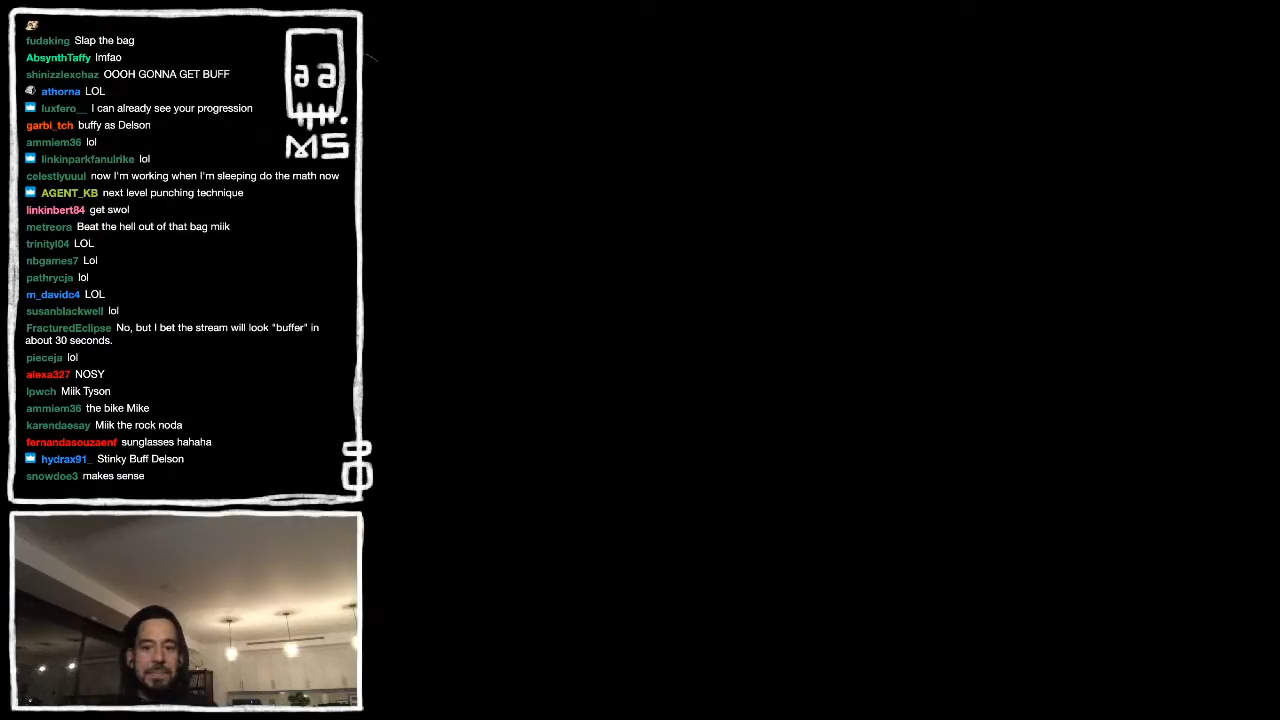 fudaking Slap the bag
AbsynthTaffy lmfao
shinizzlexchaz OOOH GONNA GET BUFF
athorna LOL
luxfero__ I can already see your progression
garbi_tch buffy as Delson
ammiem36 lol
linkinparkfanulrike lol
celestiyuuul now I'm working when I'm sleeping do the math now
AGENT_KB next level punching technique
linkinbert84 get swol
metreora Beat the hell out of that bag miik
trinityl04 LOL
nbgames7 Lol
pathrycja lol
m_davidc4 LOL
susanblackwell lol
FracturedEclipse No, but I bet the stream will look "buffer" in
about 30 seconds.
pieceja lol
alexa327 NOSY
lpwch Miik Tyson
ammiem36 the bike Mike
karendaesay Miik the rock noda
fernandasouzaenf sunglasses hahaha
hydrax91_ Stinky Buff Delson
snowdoe3 makes sense
aa
MS